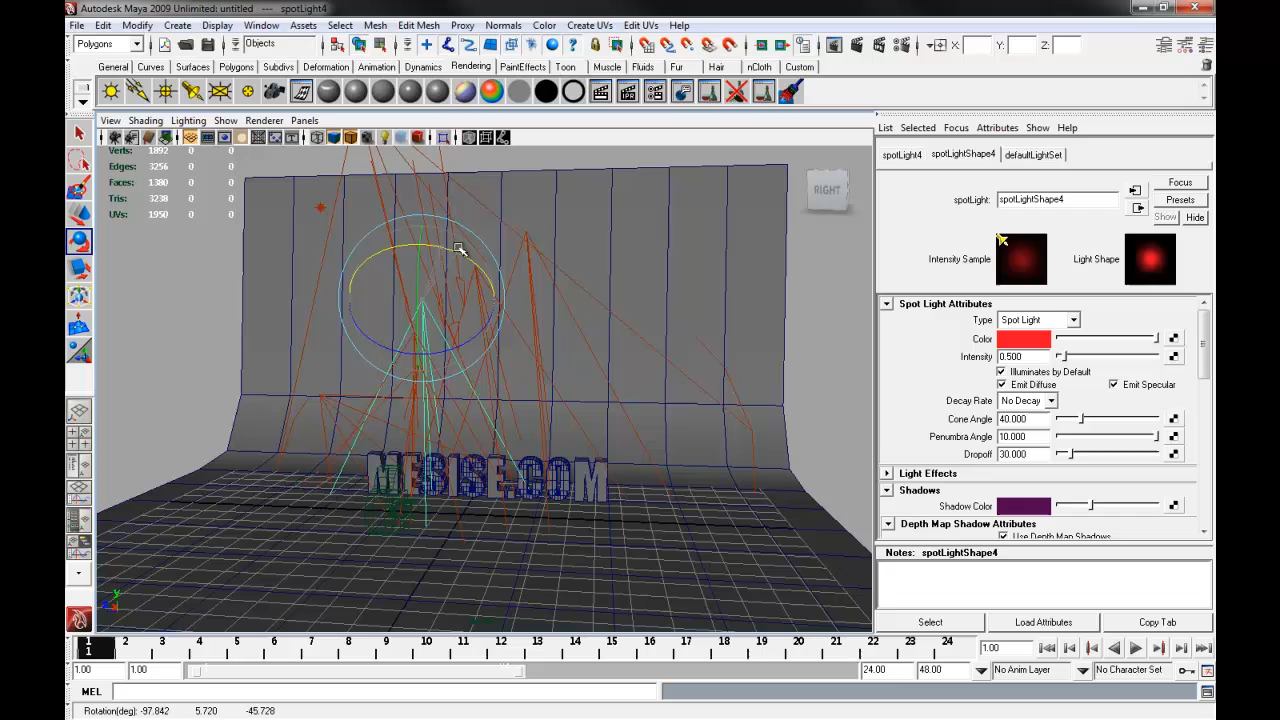 Autodesk Maya 2009 Unlimited: untitled --- spotLight4
File Edit Modify Create Display Window Assets Select Mesh Edit Mesh Proxy Normals Color Create UVs Edit UVs Help
Polygons Objects X: Y: Z:
General Curves Surfaces Polygons Subdivs Deformation Animation Dynamics Rendering PaintEffects Toon Muscle Fluids Fur Hair nCloth Custom
View Shading Lighting Show Renderer Panels
Verts: 1892 0 0
Edges: 3256 0 0
Faces: 1380 0 0
Tris: 3238 0 0
UVs: 1950 0 0
RIGHT
MEDISE.COM
List Selected Focus Attributes Show Help
spotLight4 spotLightShape4 defaultLightSet
spotLight: spotLightShape4
Focus
Presets
Show Hide
Intensity Sample Light Shape
Spot Light Attributes
Type Spot Light
Color
Intensity 0.500
Illuminates by Default
Emit Diffuse Emit Specular
Decay Rate No Decay
Cone Angle 40.000
Penumbra Angle 10.000
Dropoff 30.000
Light Effects
Shadows
Shadow Color
Depth Map Shadow Attributes
Use Depth Map Shadows
Notes: spotLightShape4
Select Load Attributes Copy Tab
1 2 3 4 5 6 7 8 9 10 11 12 13 14 15 16 17 18 19 20 21 22 23 24
1 1.00
1.00 1.00 24.00 48.00 No Anim Layer No Character Set
MEL
Rotation(deg): -97.842 5.720 -45.728